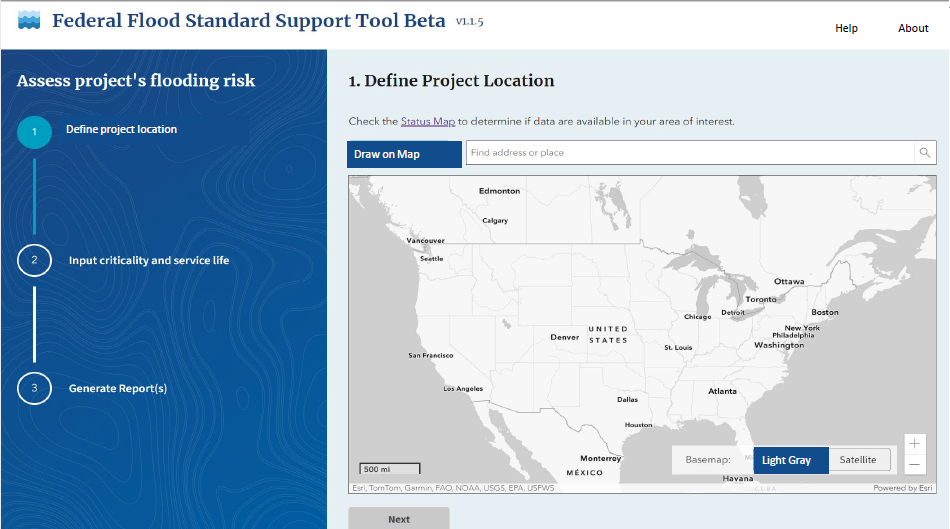 Federal Flood Standard Support Tool Beta v1.1.5
Help About
Assess project's flooding risk
1 Define project location
2 Input criticality and service life
3 Generate Report(s)
1. Define Project Location
Check the Status Map to determine if data are available in your area of interest.
Draw on Map Find address or place
Edmonton
Calgary
Vancouver
Seattle
Ottawa
Toronto
Boston
Detroit
Chicago
New York
Philadelphia
Washington
UNITED
STATES
Denver
St. Louis
San Francisco
Los Angeles
Atlanta
Dallas
Houston
Monterrey
MÉXICO
Havana
CUBA
Basemap: Light Gray Satellite
+
−
500 mi
Esri, TomTom, Garmin, FAO, NOAA, USGS, EPA, USFWS Powered by Esri
Next